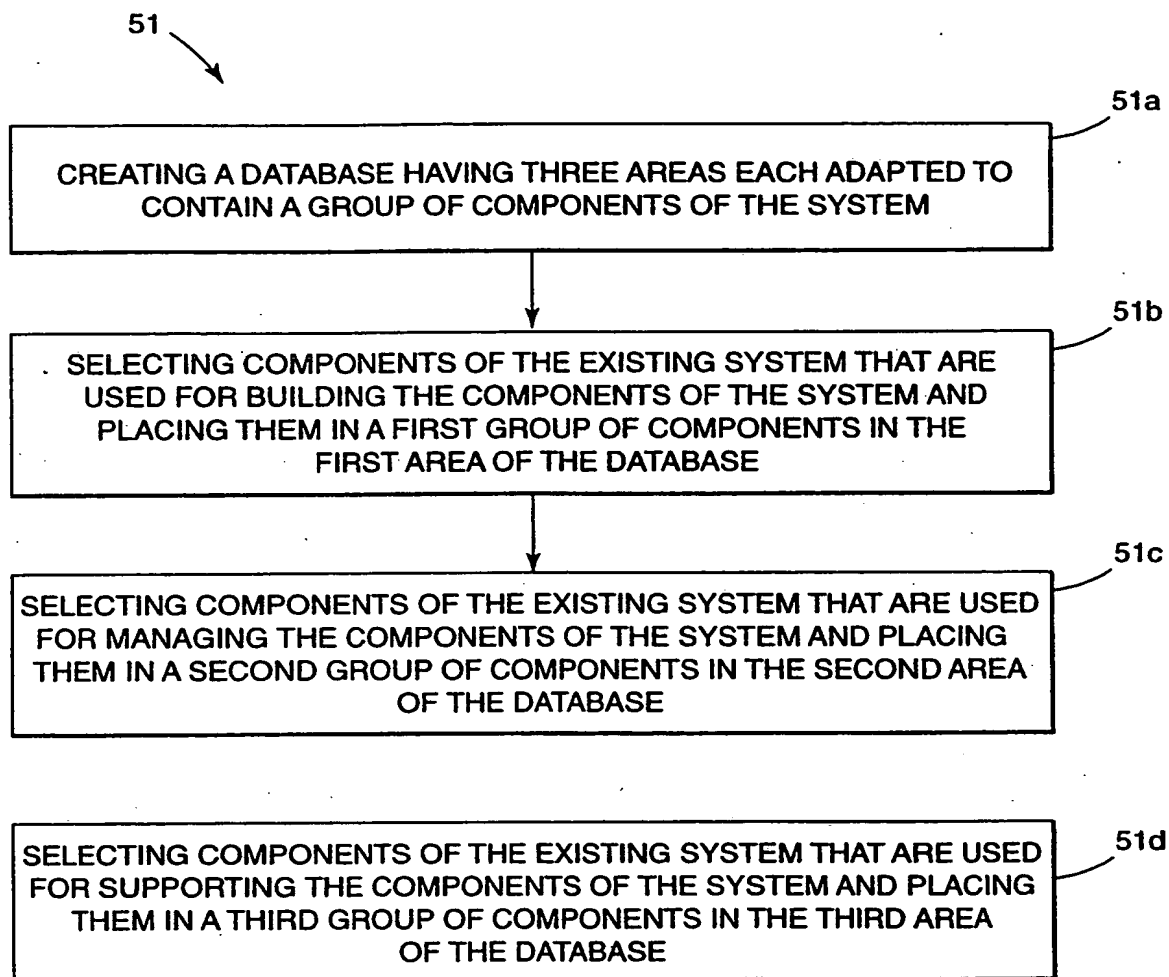 51
51a
CREATING A DATABASE HAVING THREE AREAS EACH ADAPTED TO
CONTAIN A GROUP OF COMPONENTS OF THE SYSTEM
51b
SELECTING COMPONENTS OF THE EXISTING SYSTEM THAT ARE
USED FOR BUILDING THE COMPONENTS OF THE SYSTEM AND
PLACING THEM IN A FIRST GROUP OF COMPONENTS IN THE
FIRST AREA OF THE DATABASE
51c
SELECTING COMPONENTS OF THE EXISTING SYSTEM THAT ARE USED
FOR MANAGING THE COMPONENTS OF THE SYSTEM AND PLACING
THEM IN A SECOND GROUP OF COMPONENTS IN THE SECOND AREA
OF THE DATABASE
51d
SELECTING COMPONENTS OF THE EXISTING SYSTEM THAT ARE USED
FOR SUPPORTING THE COMPONENTS OF THE SYSTEM AND PLACING
THEM IN A THIRD GROUP OF COMPONENTS IN THE THIRD AREA
OF THE DATABASE